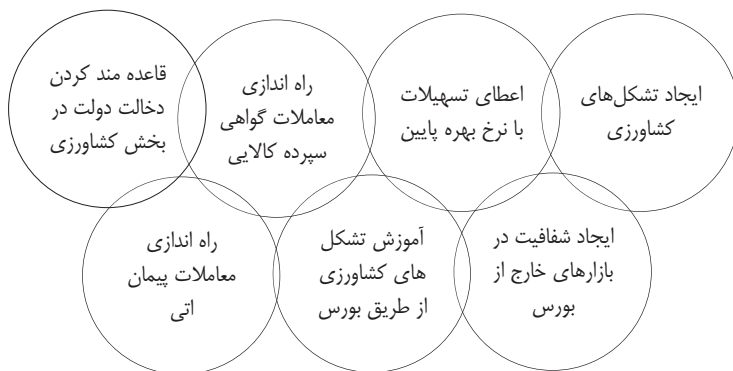 ایجاد تشکل‌های
کشاورزی
اعطای تسهیلات
با نرخ بهره پایین
راه اندازی
معاملات گواهی
سپرده کالایی
قاعده مند کردن
دخالت دولت در
بخش کشاورزی
ایجاد شفافیت در
بازارهای خارج از
بورس
آموزش تشکل
های کشاورزی
از طریق بورس
راه اندازی
معاملات پیمان
اتی